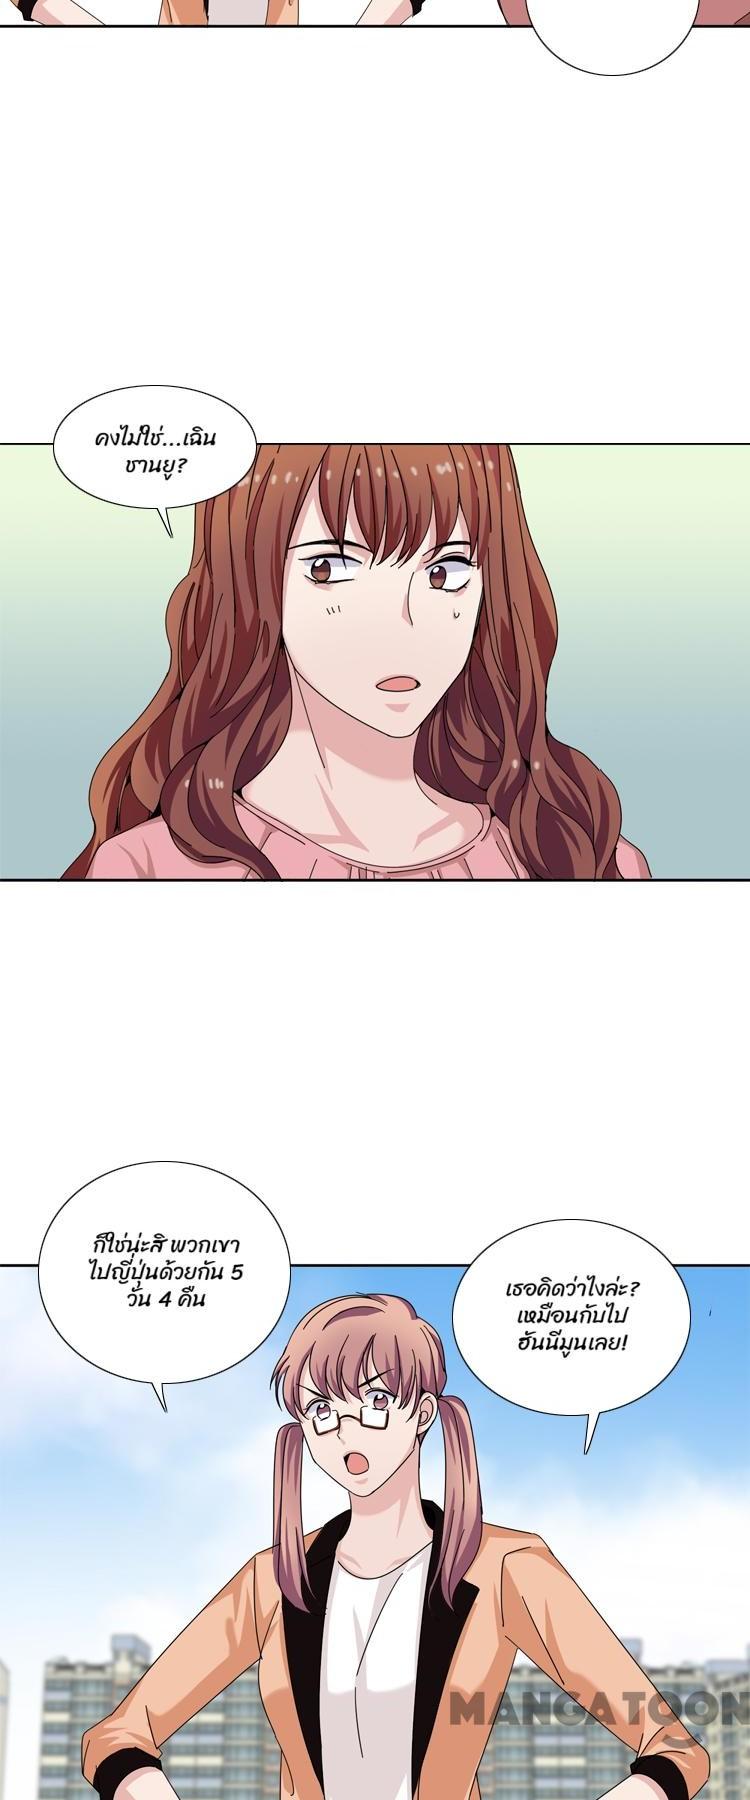 คงไม่ใช่...เฉิน
ชานยู?
ก็ใช่น่ะสิ พวกเขา
ไปญี่ปุ่นด้วยกัน 5
วัน 4 คืน
เธอคิดว่าไงล่ะ?
เหมือนกับไป
ฮันนีมูนเลย!
MANGATOON